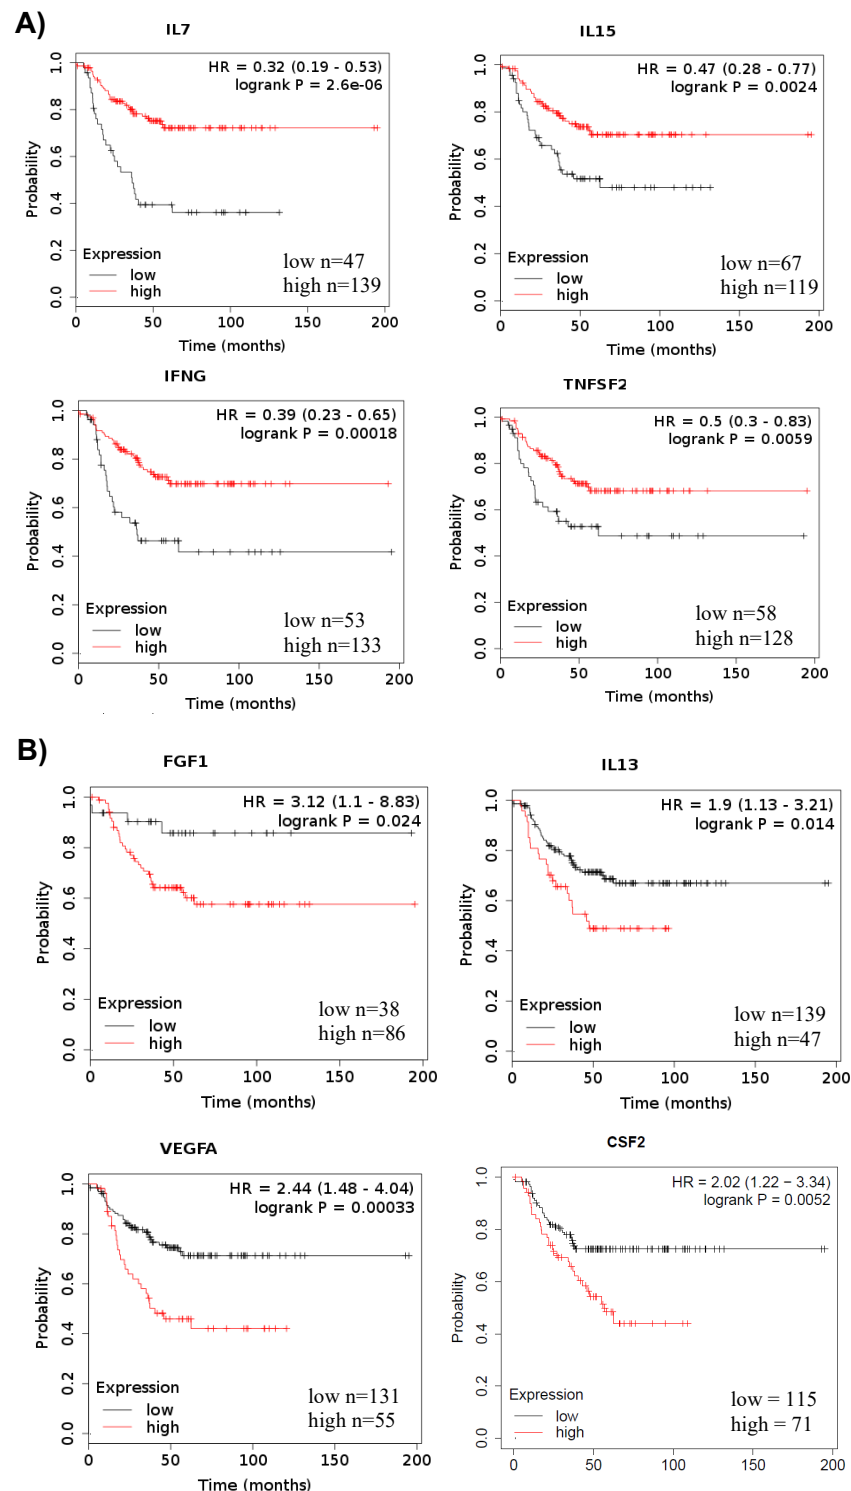 A)
IL7
HR = 0.32 (0.19 - 0.53)
logrank P = 2.6e-06
Probability
1.0
0.8
0.6
0.4
0.2
0.0
Expression
low
high
low n=47
high n=139
0 50 100 150 200
Time (months)
IL15
HR = 0.47 (0.28 - 0.77)
logrank P = 0.0024
Probability
1.0
0.8
0.6
0.4
0.2
0.0
Expression
low
high
low n=67
high n=119
0 50 100 150 200
Time (months)
IFNG
HR = 0.39 (0.23 - 0.65)
logrank P = 0.00018
Probability
1.0
0.8
0.6
0.4
0.2
0.0
Expression
low
high
low n=53
high n=133
0 50 100 150 200
Time (months)
TNFSF2
HR = 0.5 (0.3 - 0.83)
logrank P = 0.0059
Probability
1.0
0.8
0.6
0.4
0.2
0.0
Expression
low
high
low n=58
high n=128
0 50 100 150 200
Time (months)
B)
FGF1
HR = 3.12 (1.1 - 8.83)
logrank P = 0.024
Probability
1.0
0.8
0.6
0.4
0.2
0.0
Expression
low
high
low n=38
high n=86
0 50 100 150 200
Time (months)
IL13
HR = 1.9 (1.13 - 3.21)
logrank P = 0.014
Probability
1.0
0.8
0.6
0.4
0.2
0.0
Expression
low
high
low n=139
high n=47
0 50 100 150 200
Time (months)
VEGFA
HR = 2.44 (1.48 - 4.04)
logrank P = 0.00033
Probability
1.0
0.8
0.6
0.4
0.2
0.0
Expression
low
high
low n=131
high n=55
0 50 100 150 200
Time (months)
CSF2
HR = 2.02 (1.22 − 3.34)
logrank P = 0.0052
Probability
1.0
0.8
0.6
0.4
0.2
0.0
Expression
low
high
low = 115
high = 71
0 50 100 150 200
Time (months)